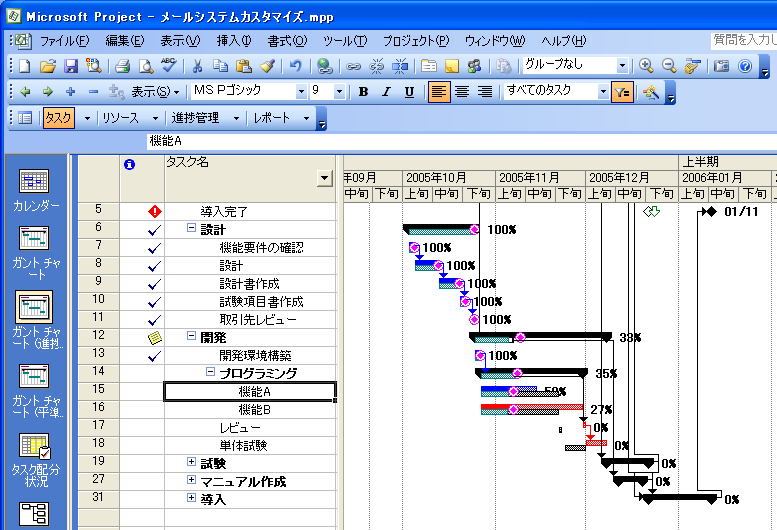 Microsoft Project - メールシステムカスタマイズ.mpp
ファイル(F) 編集(E) 表示(V) 挿入(I) 書式(O) ツール(T) プロジェクト(P) ウィンドウ(W) ヘルプ(H) 質問を入力し
グループなし
表示(S) MS Pゴシック 9 B I U すべてのタスク
タスク リソース 進捗管理 レポート
機能A
カレンダー
ガント チャート
ガント チャート (進捗...
ガント チャート (平準...
タスク配分状況
タスク名
上半期
年09月 2005年10月 2005年11月 2005年12月 2006年01月
中旬 下旬 上旬 中旬 下旬 上旬 中旬 下旬 上旬 中旬 下旬 上旬 中旬
5 導入完了 01/11
6 設計 100%
7 機能要件の確認 100%
8 設計 100%
9 設計書作成 100%
10 試験項目書作成 100%
11 取引先レビュー 100%
12 開発 33%
13 開発環境構築 100%
14 プログラミング 35%
15 機能A 50%
16 機能B 27%
17 レビュー 0%
18 単体試験 0%
19 試験 0%
27 マニュアル作成 0%
31 導入 0%